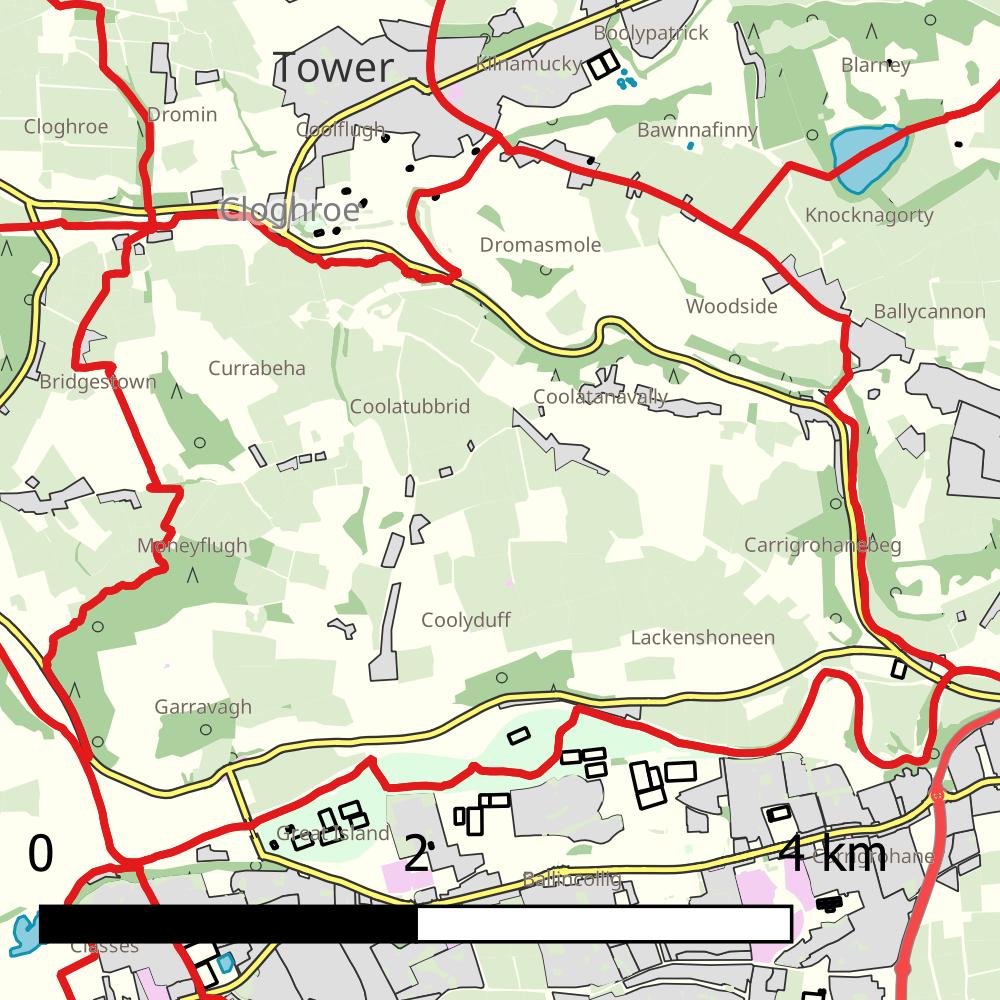 Boolypatrick
Tower
Kilnamucky
Blarney
Dromin
Cloghroe
Coolflugh
Bawnnafinny
Cloghroe
Knocknagorty
Dromasmole
Woodside
Ballycannon
Currabeha
Bridgestown
Coolatanavally
Coolatubbrid
Moneyflugh
Carrigrohanebeg
Coolyduff
Lackenshoneen
Garravagh
Great Island
0 2 4 km
Carrigrohane
Ballincollig
Classes